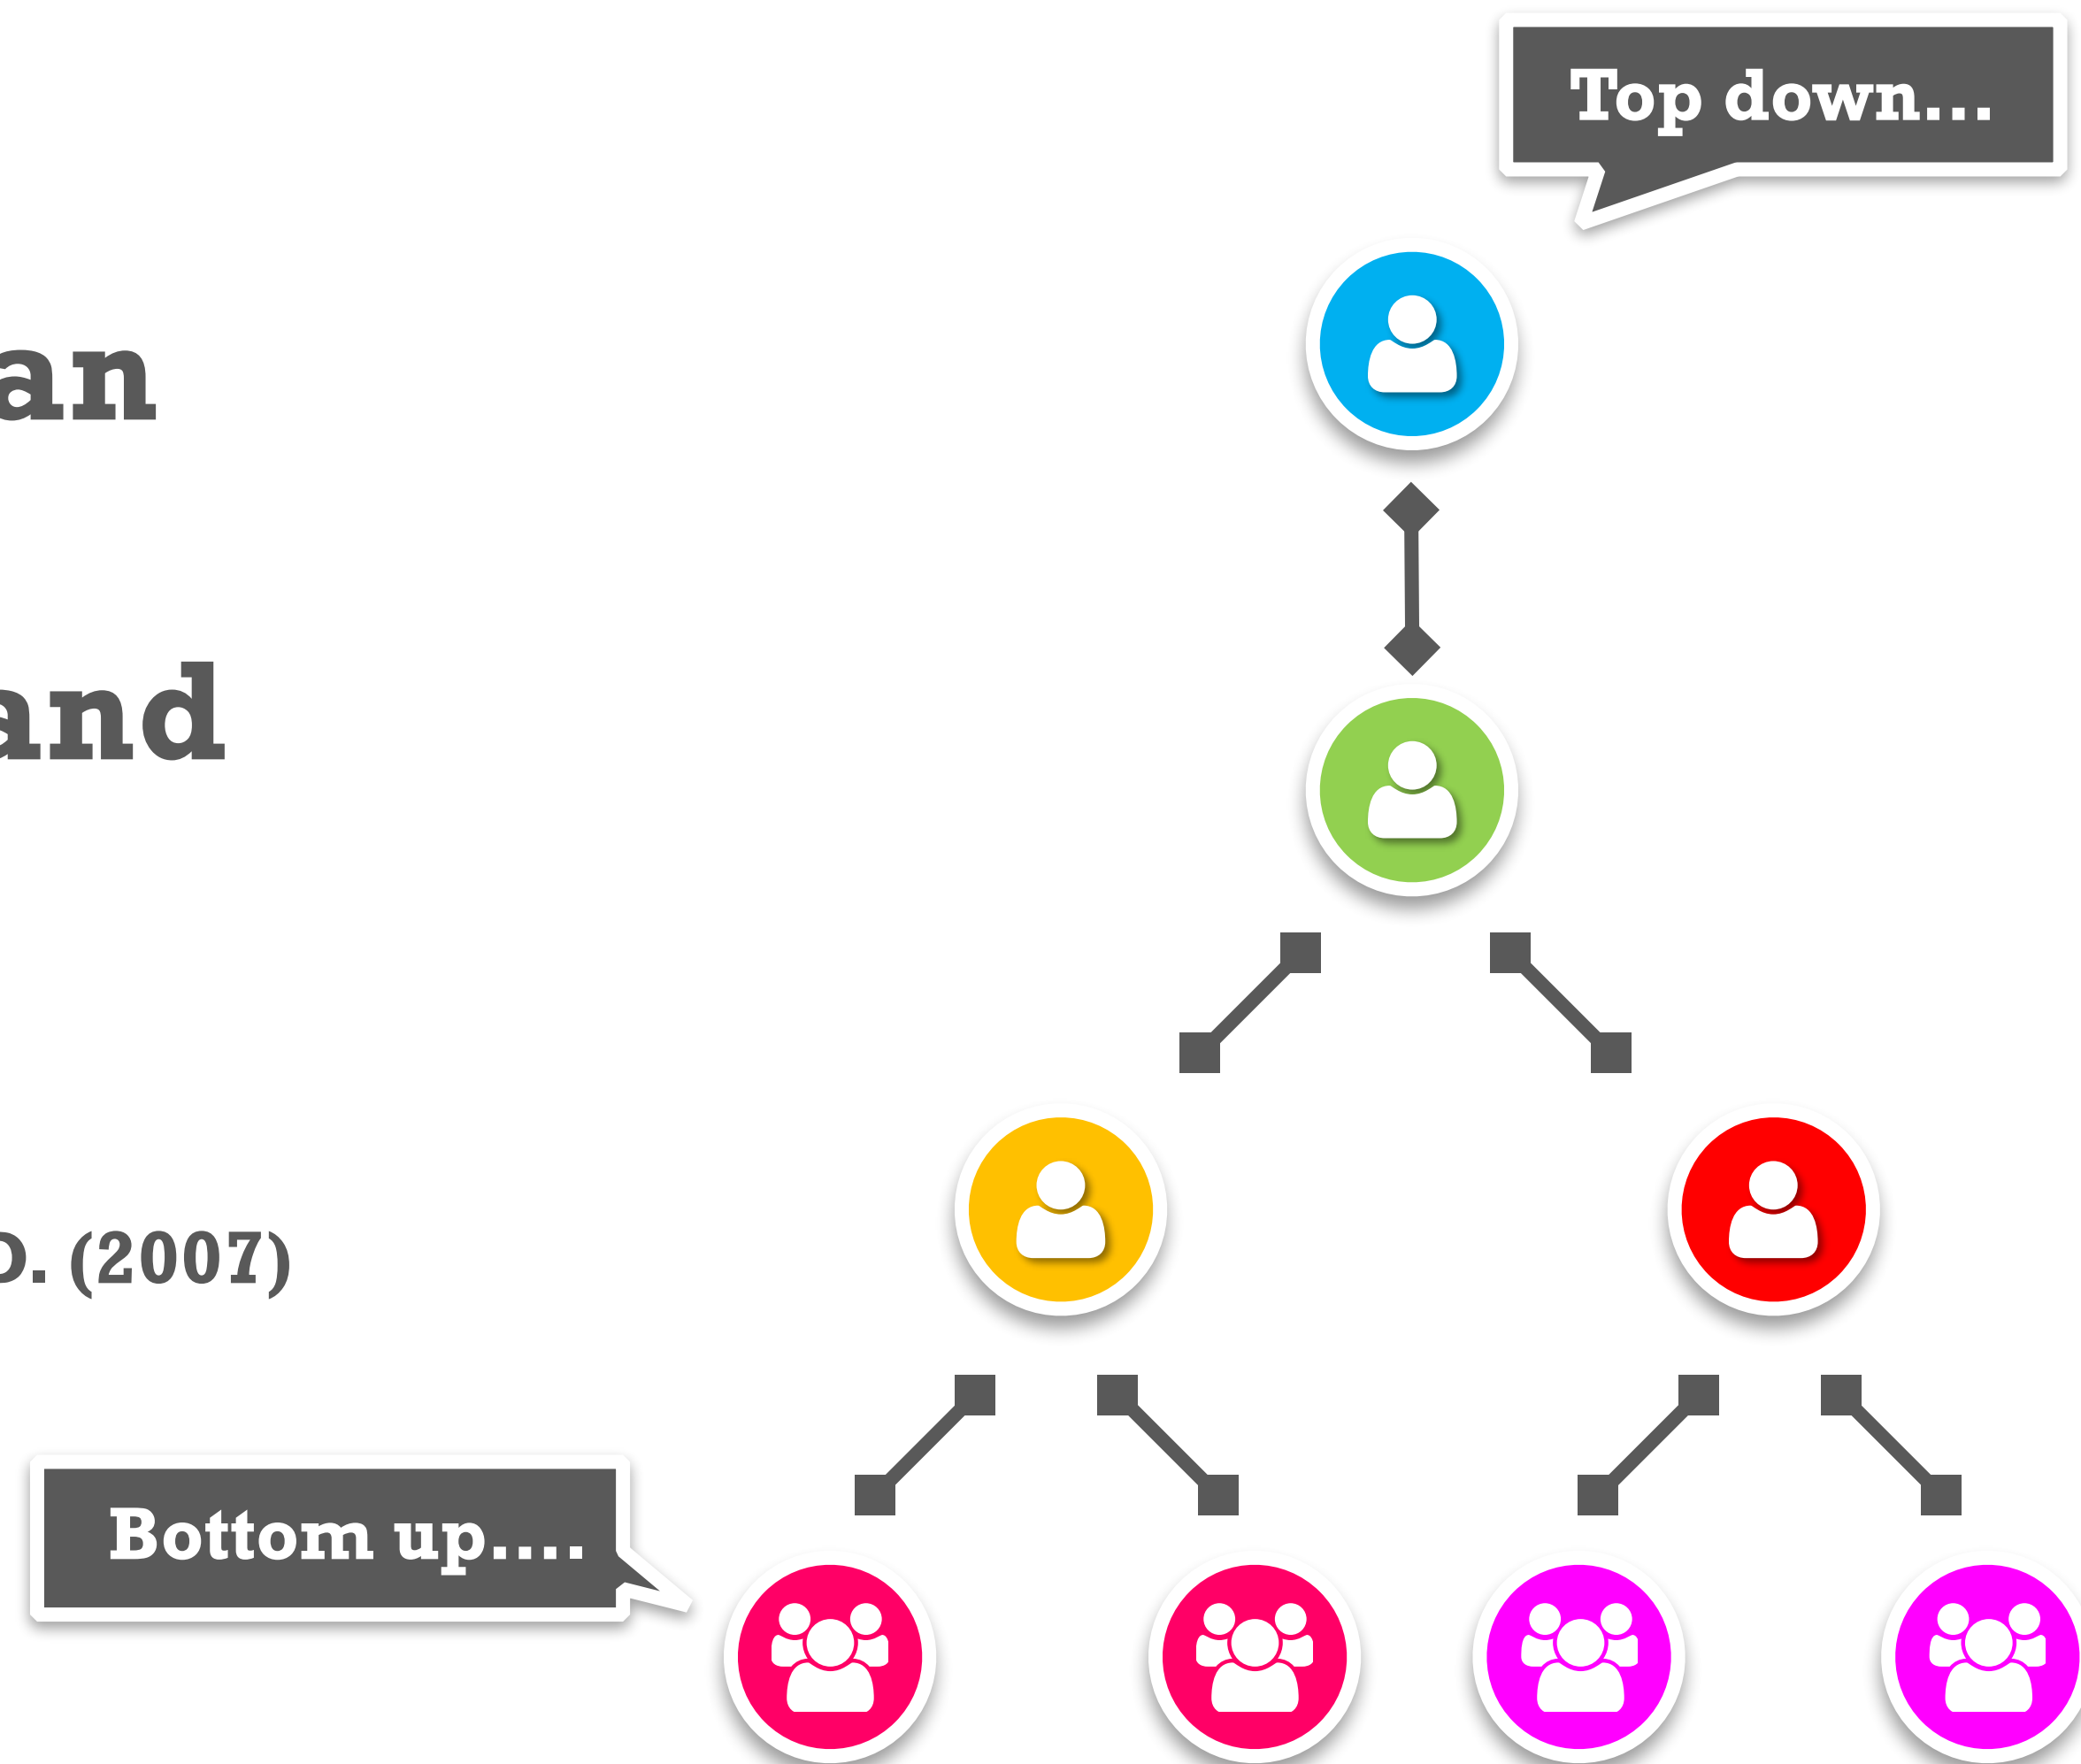 Top down...
an
and
D. (2007)
Bottom up....